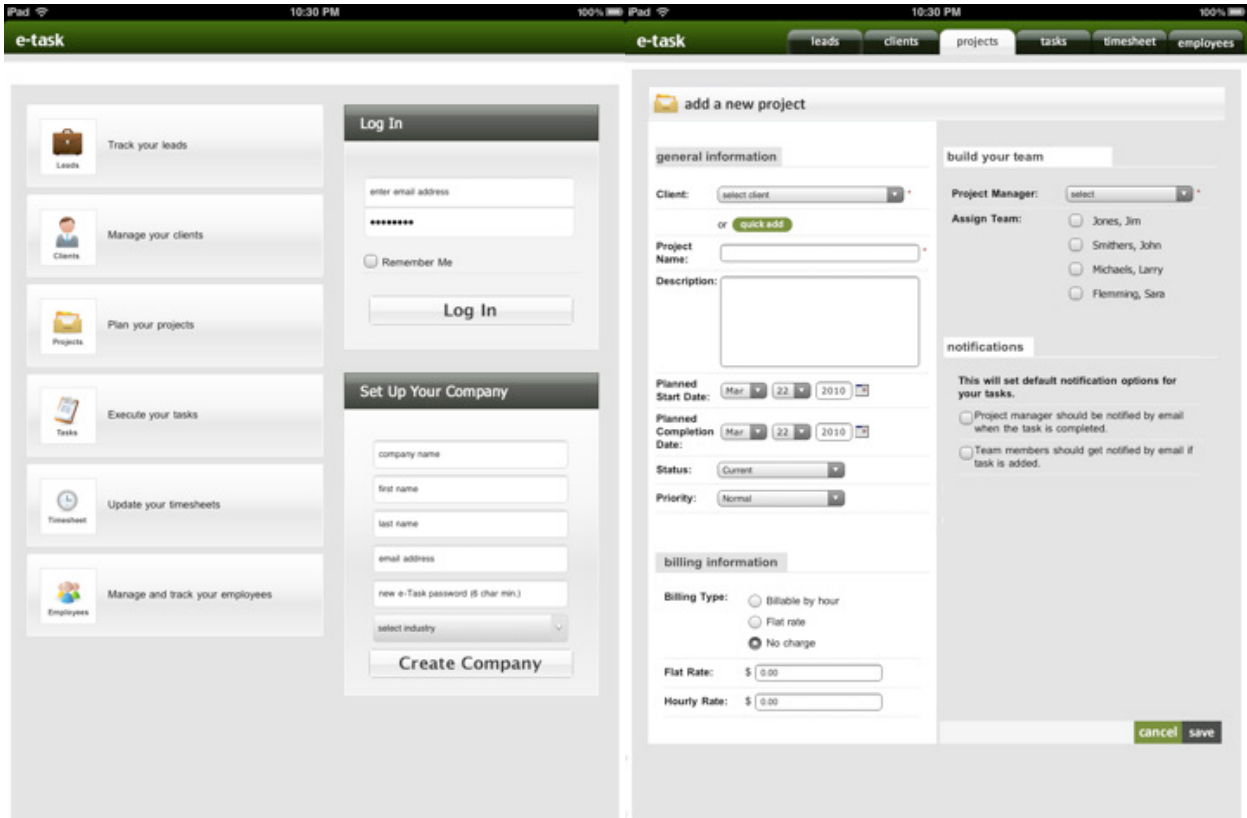 iPad 10:30 PM 100%
e-task
Leads
Track your leads
Clients
Manage your clients
Projects
Plan your projects
Tasks
Execute your tasks
Timesheet
Update your timesheets
Employees
Manage and track your employees
Log In
enter email address
••••••••
Remember Me
Log In
Set Up Your Company
company name
first name
last name
email address
new e-Task password (6 char min.)
select industry
Create Company
iPad 10:30 PM 100%
e-task leads clients projects tasks timesheet employees
add a new project
general information
Client: select client *
or quick add
Project
Name: *
Description:
Planned
Start Date: Mar 22 2010
Planned
Completion Mar 22 2010
Date:
Status: Current
Priority: Normal
billing information
Billing Type: Billable by hour
Flat rate
No charge
Flat Rate: $ 0.00
Hourly Rate: $ 0.00
build your team
Project Manager: select *
Assign Team: Jones, Jim
Smithers, John
Michaels, Larry
Flemming, Sara
notifications
This will set default notification options for
your tasks.
Project manager should be notified by email
when the task is completed.
Team members should get notified by email if
task is added.
cancel save